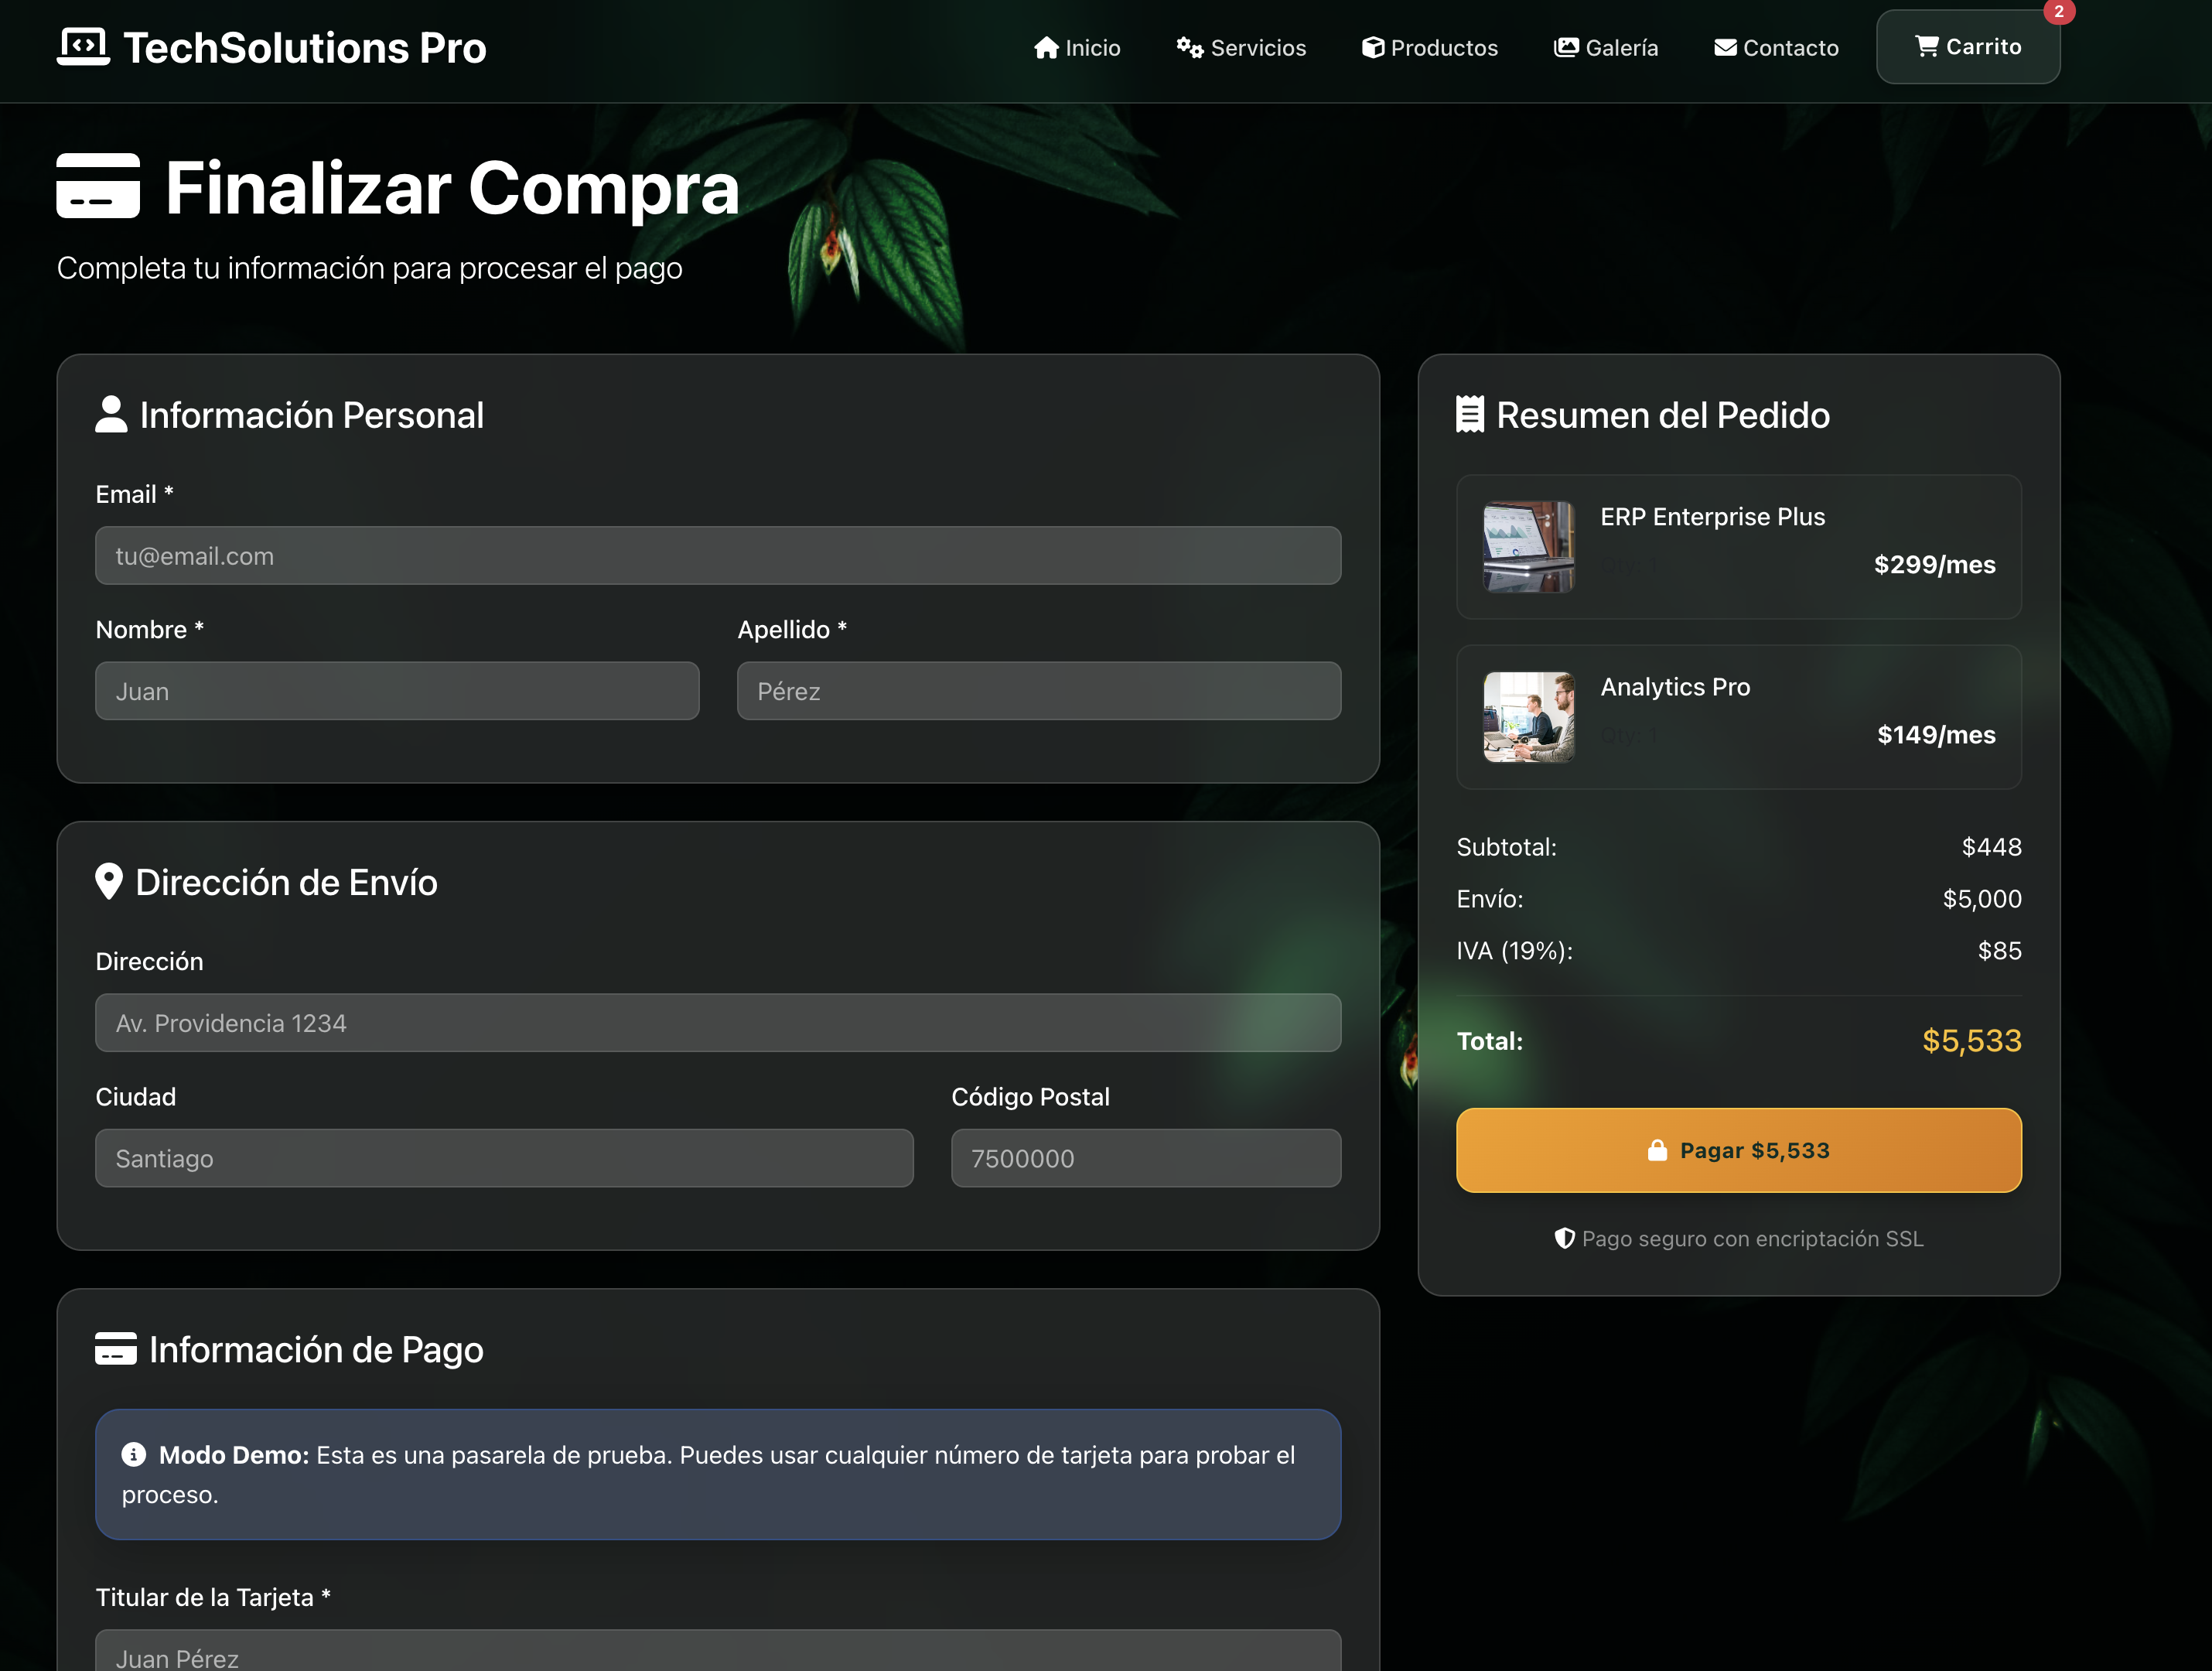 TechSolutions Pro
Inicio
Servicios
Productos
Galería
Contacto
Carrito
2
Finalizar Compra
Completa tu información para procesar el pago
Información Personal
Email *
tu@email.com
Nombre *
Apellido *
Juan
Pérez
Dirección de Envío
Dirección
Av. Providencia 1234
Ciudad
Código Postal
Santiago
7500000
Información de Pago
Modo Demo: Esta es una pasarela de prueba. Puedes usar cualquier número de tarjeta para probar el
proceso.
Titular de la Tarjeta *
Juan Pérez
Resumen del Pedido
ERP Enterprise Plus
Qty: 1
$299/mes
Analytics Pro
Qty: 1
$149/mes
Subtotal:
$448
Envío:
$5,000
IVA (19%):
$85
Total:
$5,533
Pagar $5,533
Pago seguro con encriptación SSL